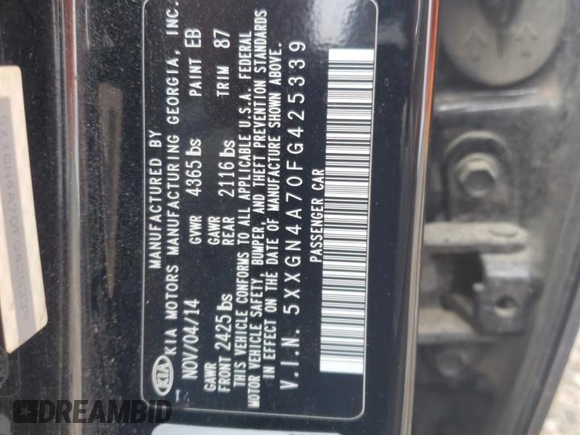 MANUFACTURED BY
KIA KIA MOTORS MANUFACTURING GEORGIA, INC.
NOV/04/14 GVWR 4365 lbs PAINT EB
GAWR FRONT 2425 lbs GAWR REAR 2116 lbs TRIM 87
THIS VEHICLE CONFORMS TO ALL APPLICABLE U.S.A. FEDERAL
MOTOR VEHICLE SAFETY, BUMPER, AND THEFT PREVENTION STANDARDS
IN EFFECT ON THE DATE OF MANUFACTURE SHOWN ABOVE.
V.I.N. 5XXGN4A70FG425339
PASSENGER CAR
DREAMBID